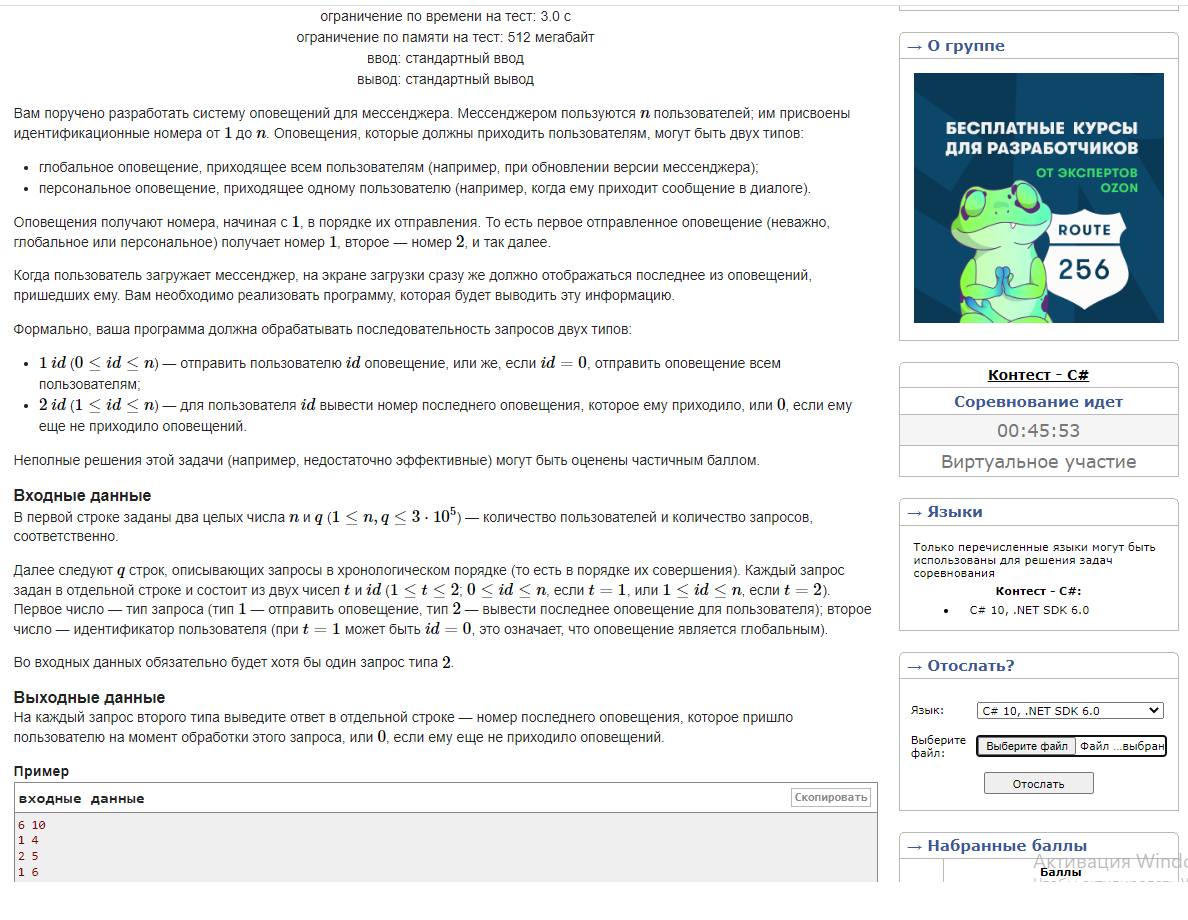 ограничение по времени на тест: 3.0 с
ограничение по памяти на тест: 512 мегабайт
ввод: стандартный ввод
вывод: стандартный вывод
Вам поручено разработать систему оповещений для мессенджера. Мессенджером пользуются n пользователей; им присвоены
идентификационные номера от 1 до n. Оповещения, которые должны приходить пользователям, могут быть двух типов:
• глобальное оповещение, приходящее всем пользователям (например, при обновлении версии мессенджера);
• персональное оповещение, приходящее одному пользователю (например, когда ему приходит сообщение в диалоге).
Оповещения получают номера, начиная с 1, в порядке их отправления. То есть первое отправленное оповещение (неважно,
глобальное или персональное) получает номер 1, второе — номер 2, и так далее.
Когда пользователь загружает мессенджер, на экране загрузки сразу же должно отображаться последнее из оповещений,
пришедших ему. Вам необходимо реализовать программу, которая будет выводить эту информацию.
Формально, ваша программа должна обрабатывать последовательность запросов двух типов:
• 1 id (0 ≤ id ≤ n) — отправить пользователю id оповещение, или же, если id = 0, отправить оповещение всем
пользователям;
• 2 id (1 ≤ id ≤ n) — для пользователя id вывести номер последнего оповещения, которое ему приходило, или 0, если ему
еще не приходило оповещений.
Неполные решения этой задачи (например, недостаточно эффективные) могут быть оценены частичным баллом.
Входные данные
В первой строке заданы два целых числа n и q (1 ≤ n, q ≤ 3 · 10⁵) — количество пользователей и количество запросов,
соответственно.
Далее следуют q строк, описывающих запросы в хронологическом порядке (то есть в порядке их совершения). Каждый запрос
задан в отдельной строке и состоит из двух чисел t и id (1 ≤ t ≤ 2; 0 ≤ id ≤ n, если t = 1, или 1 ≤ id ≤ n, если t = 2).
Первое число — тип запроса (тип 1 — отправить оповещение, тип 2 — вывести последнее оповещение для пользователя); второе
число — идентификатор пользователя (при t = 1 может быть id = 0, это означает, что оповещение является глобальным).
Во входных данных обязательно будет хотя бы один запрос типа 2.
Выходные данные
На каждый запрос второго типа выведите ответ в отдельной строке — номер последнего оповещения, которое пришло
пользователю на момент обработки этого запроса, или 0, если ему еще не приходило оповещений.
Пример
входные данные
Скопировать
6 10
1 4
2 5
1 6
→ О группе
БЕСПЛАТНЫЕ КУРСЫ
ДЛЯ РАЗРАБОТЧИКОВ
ОТ ЭКСПЕРТОВ
OZON
ROUTE
256
Контест - C#
Соревнование идет
00:45:53
Виртуальное участие
→ Языки
Только перечисленные языки могут быть
использованы для решения задач
соревнования
Контест - C#:
• C# 10, .NET SDK 6.0
→ Отослать?
Язык:
C# 10, .NET SDK 6.0
Выберите
файл:
Выберите файл
Файл ...выбран
Отослать
→ Набранные баллы
Баллы
Активация Windo